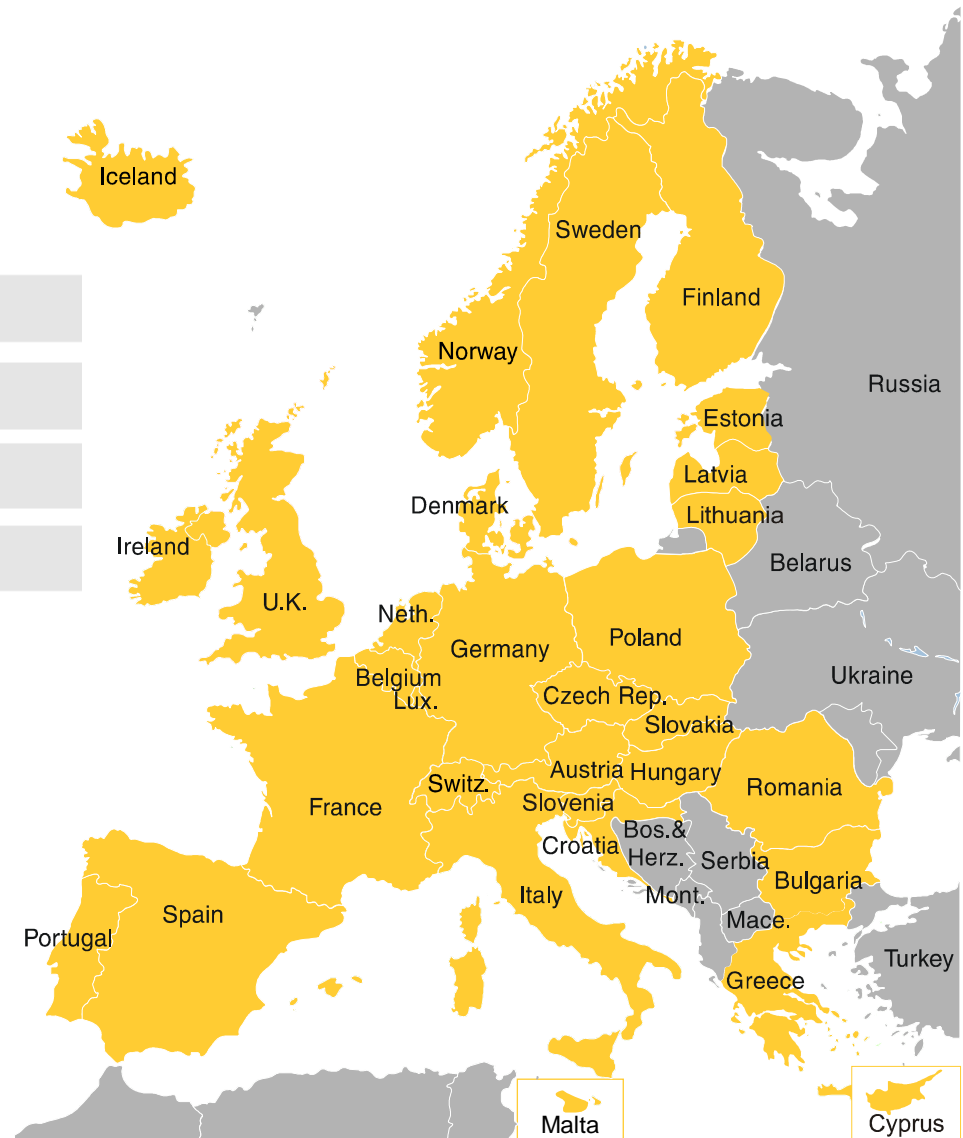 Iceland
Sweden
Finland
Norway
Russia
Estonia
Latvia
Denmark
Lithuania
Ireland
Belarus
U.K.
Neth.
Poland
Germany
Belgium
Ukraine
Czech Rep.
Lux.
Slovakia
Austria
Hungary
Switz.
Romania
Slovenia
France
Bos.&
Herz.
Croatia
Serbia
Bulgaria
Italy
Mont.
Spain
Mace.
Portugal
Turkey
Greece
Malta
Cyprus